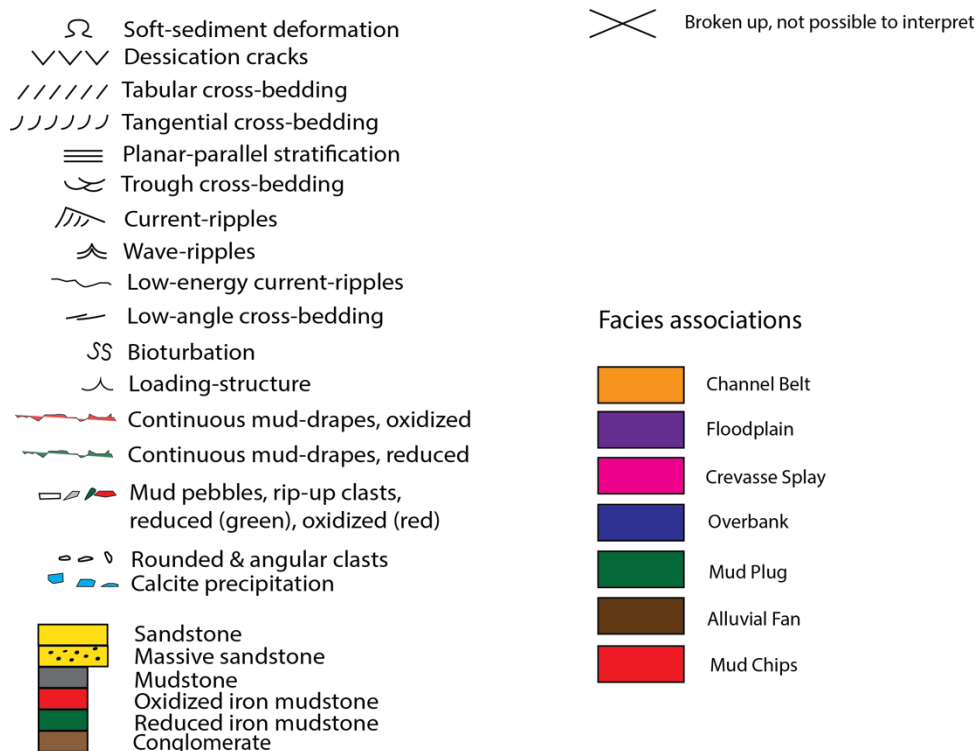 Soft-sediment deformation
Dessication cracks
Tabular cross-bedding
Tangential cross-bedding
Planar-parallel stratification
Trough cross-bedding
Current-ripples
Wave-ripples
Low-energy current-ripples
Low-angle cross-bedding
Bioturbation
Loading-structure
Continuous mud-drapes, oxidized
Continuous mud-drapes, reduced
Mud pebbles, rip-up clasts,
reduced (green), oxidized (red)
Rounded & angular clasts
Calcite precipitation
Sandstone
Massive sandstone
Mudstone
Oxidized iron mudstone
Reduced iron mudstone
Conglomerate
Broken up, not possible to interpret
Facies associations
Channel Belt
Floodplain
Crevasse Splay
Overbank
Mud Plug
Alluvial Fan
Mud Chips